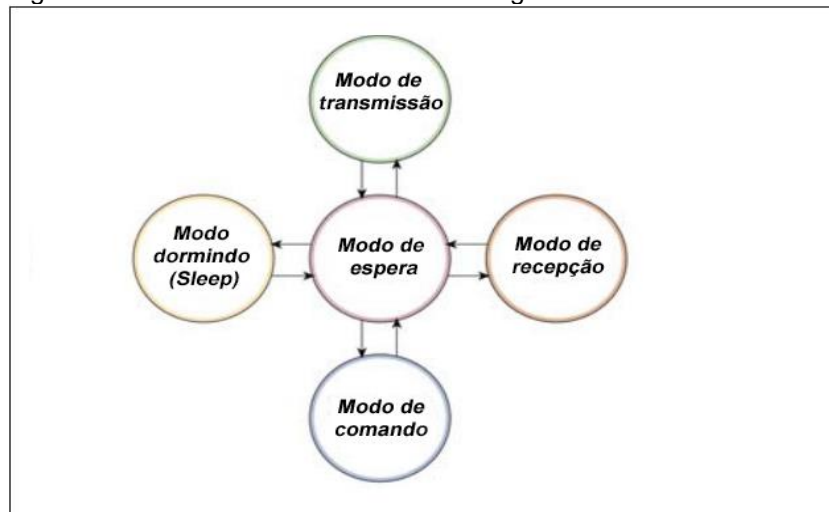 Modo de
transmissão
Modo
dormindo
(Sleep)
Modo de
espera
Modo de
recepção
Modo de
comando